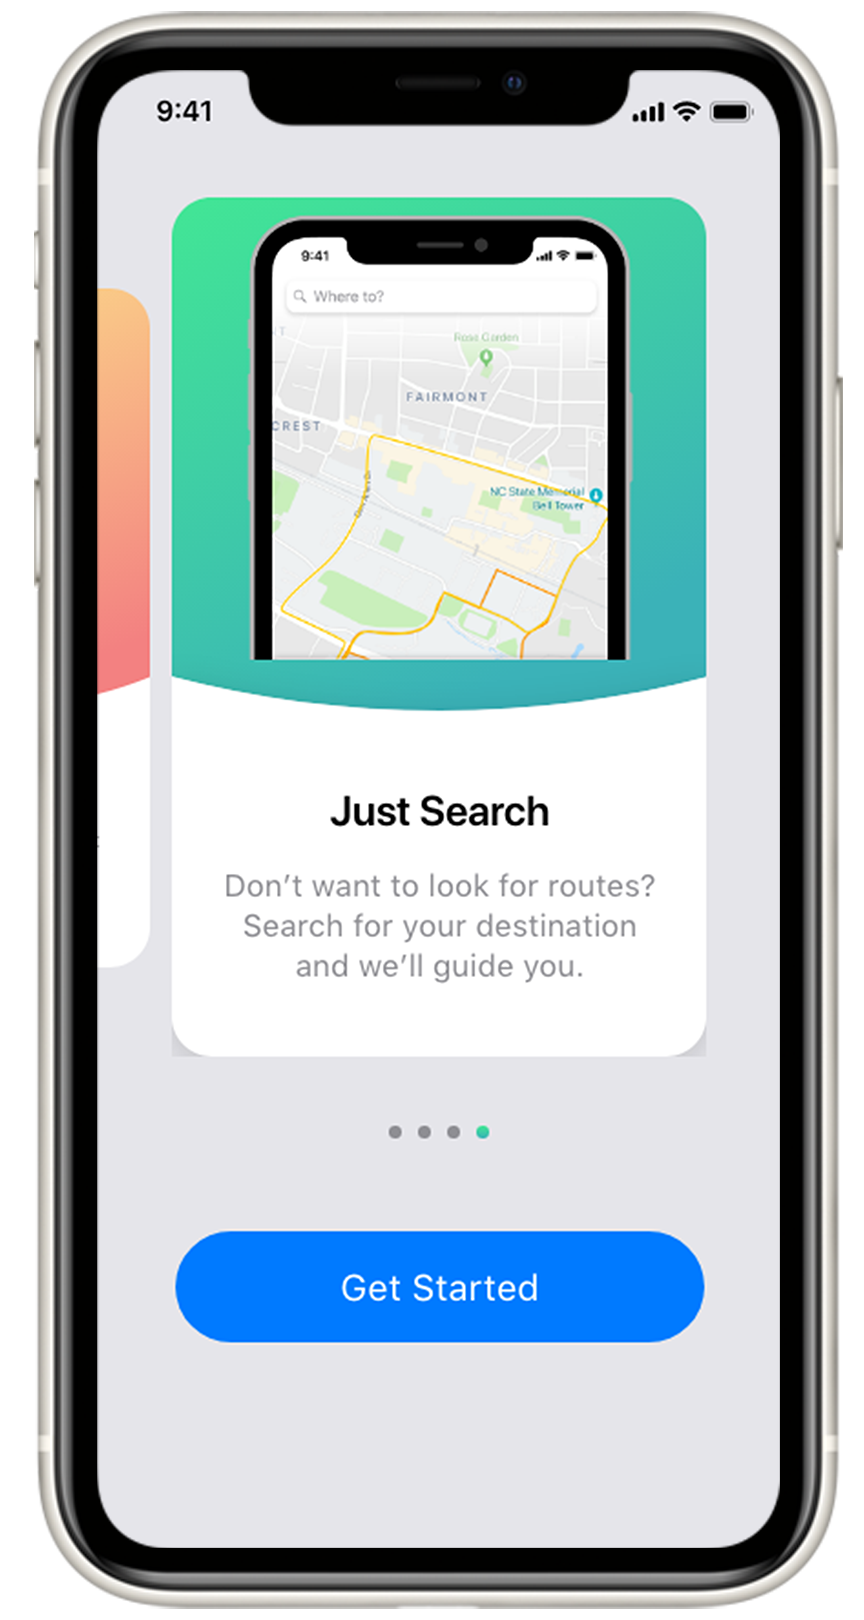 9:41
9:41
Where to?
Rose Garden
FAIRMONT
CREST
NC State Memorial
Bell Tower
Just Search
Don’t want to look for routes?
Search for your destination
and we’ll guide you.
Get Started